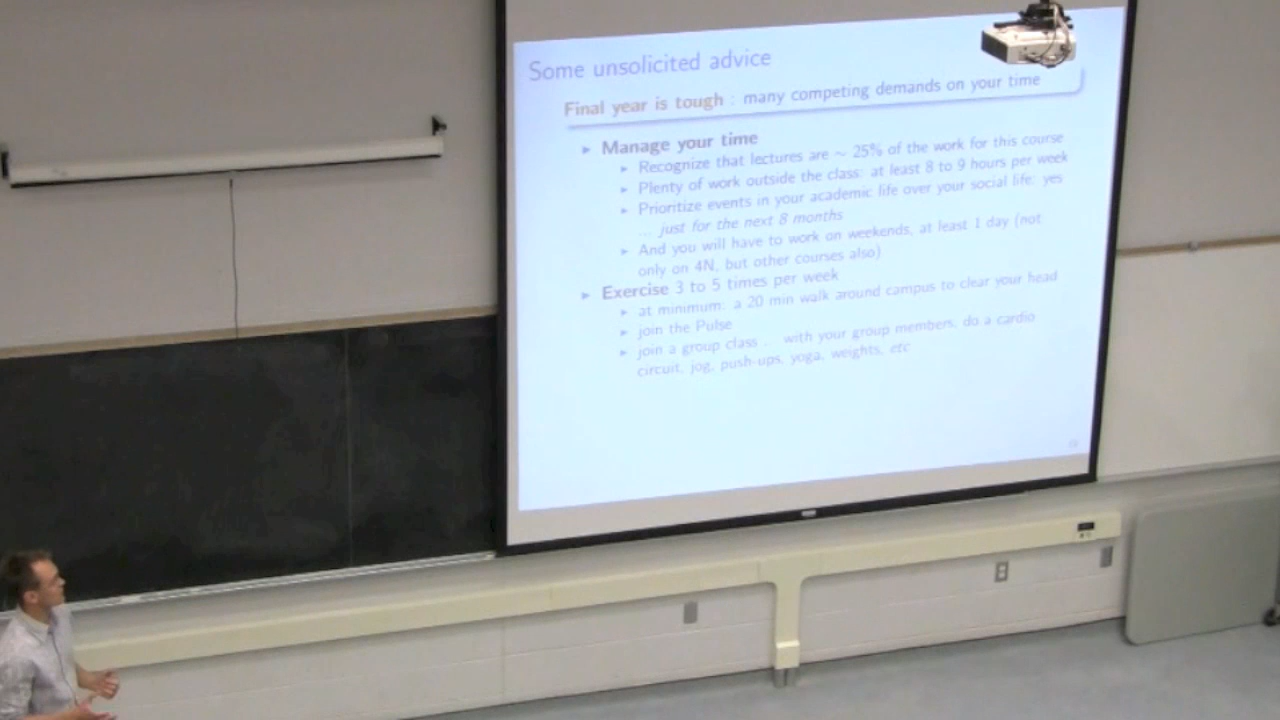 Some unsolicited advice
Final year is tough : many competing demands on your time
Manage your time
Recognize that lectures are ~ 25% of the work for this course
Plenty of work outside the class: at least 8 to 9 hours per week
Prioritize events in your academic life over your social life: yes
... just for the next 8 months
And you will have to work on weekends, at least 1 day (not
only on 4N, but other courses also)
Exercise 3 to 5 times per week
at minimum: a 20 min walk around campus to clear your head
join the Pulse
join a group class ... with your group members, do a cardio
circuit, jog, push-ups, yoga, weights, etc